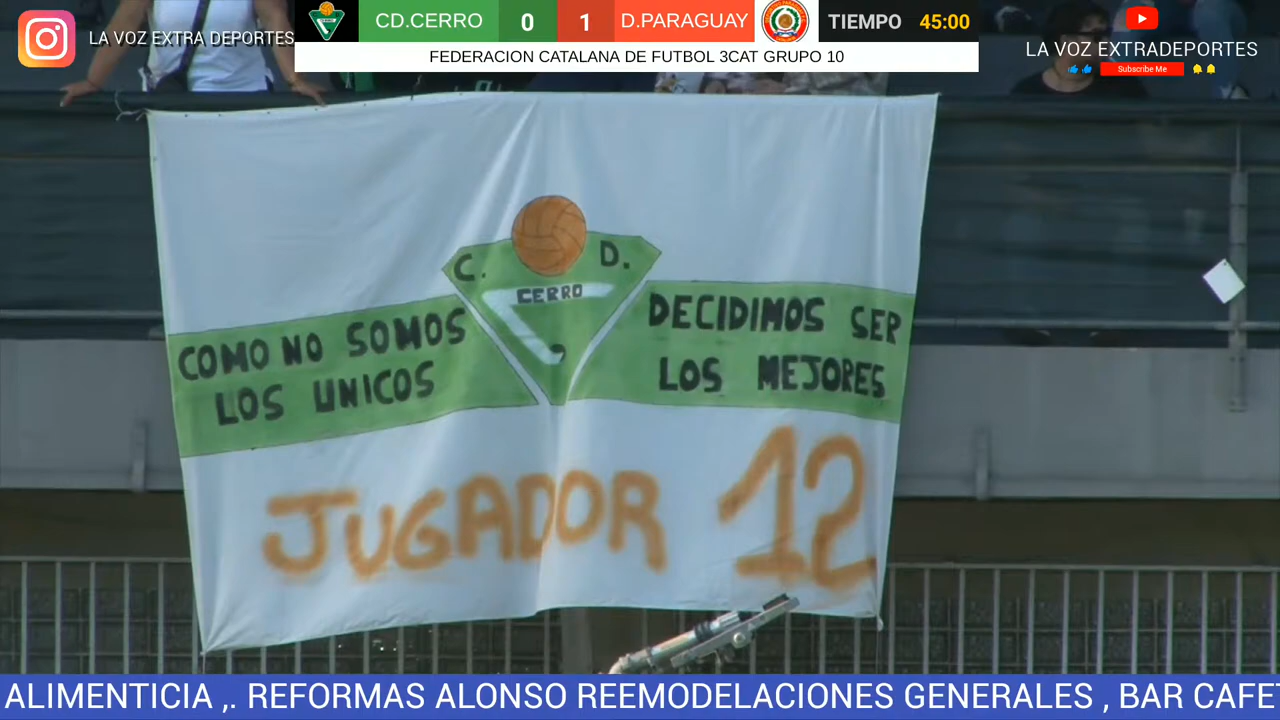 LA VOZ EXTRA DEPORTES
CD.CERRO 0 1 D.PARAGUAY TIEMPO 45:00
FEDERACION CATALANA DE FUTBOL 3CAT GRUPO 10
LA VOZ EXTRADEPORTES
Subscribe Me
C. D.
CERRO
COMO NO SOMOS
LOS UNICOS
DECIDIMOS SER
LOS MEJORES
JUGADOR 12
ALIMENTICIA ,. REFORMAS ALONSO REEMODELACIONES GENERALES , BAR CAFE